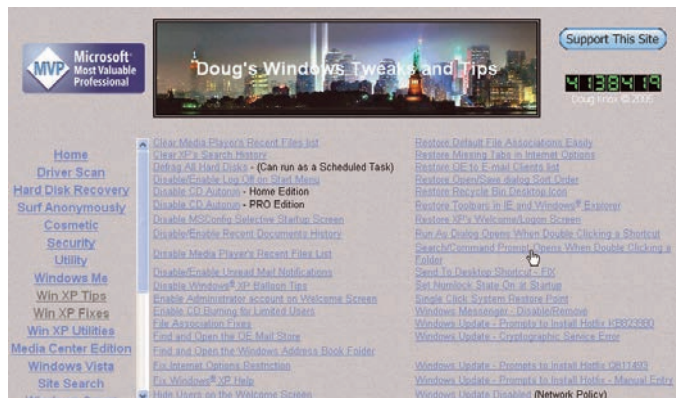 MVP
Microsoft
Most Valuable
Professional
Doug's Windows Tweaks and Tips
Support This Site
4138419
Doug Knox © 2005
Home
Driver Scan
Hard Disk Recovery
Surf Anonymously
Cosmetic
Security
Utility
Windows Me
Win XP Tips
Win XP Fixes
Win XP Utilities
Media Center Edition
Windows Vista
Site Search
Clear Media Player's Recent Files list
Clear XP's Search History
Defrag All Hard Disks - (Can run as a Scheduled Task)
Disable/Enable Log Off on Start Menu
Disable CD Autorun - Home Edition
Disable CD Autorun - PRO Edition
Disable MSConfig Selective Startup Screen
Disable/Enable Recent Documents History
Disable Media Player's Recent Files List
Disable/Enable Unread Mail Notifications
Disable Windows® XP Balloon Tips
Enable Administrator account on Welcome Screen
Enable CD Burning for Limited Users
File Association Fixes
Find and Open the OE Mail Store
Find and Open the Windows Address Book Folder
Fix Internet Options Restriction
Fix Windows® XP Help
Hide Users on the Welcome Screen
Restore Default File Associations Easily
Restore Missing Tabs in Internet Options
Restore OE to E-mail Clients list
Restore Open/Save dialog Sort Order
Restore Recycle Bin Desktop Icon
Restore Toolbars in IE and Windows® Explorer
Restore XP's Welcome/Logon Screen
Run As Dialog Opens When Double Clicking a Shortcut
Search/Command Prompt Opens When Double Clicking a
Folder
Send To Desktop Shortcut - FIX
Set Numlock State On at Startup
Single Click System Restore Point
Windows Messenger - Disable/Remove
Windows Update - Prompts to Install Hotfix KB823980
Windows Update - Cryptographic Service Error
Windows Update - Prompts to Install Hotfix Q811493
Windows Update - Prompts to Install Hotfix - Manual Entry
Windows Update Disabled (Network Policy)